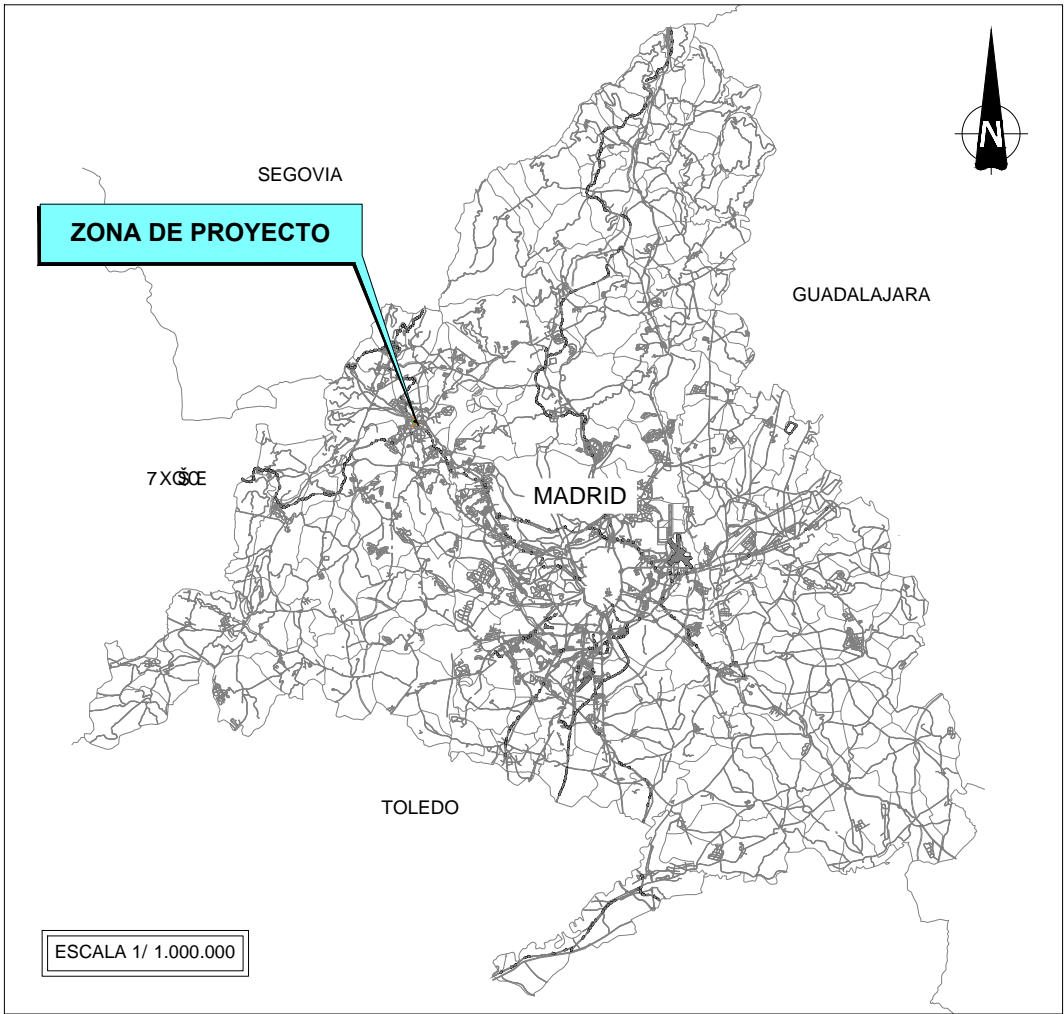 N
SEGOVIA
ZONA DE PROYECTO
GUADALAJARA
MADRID
TOLEDO
ESCALA 1/ 1.000.000